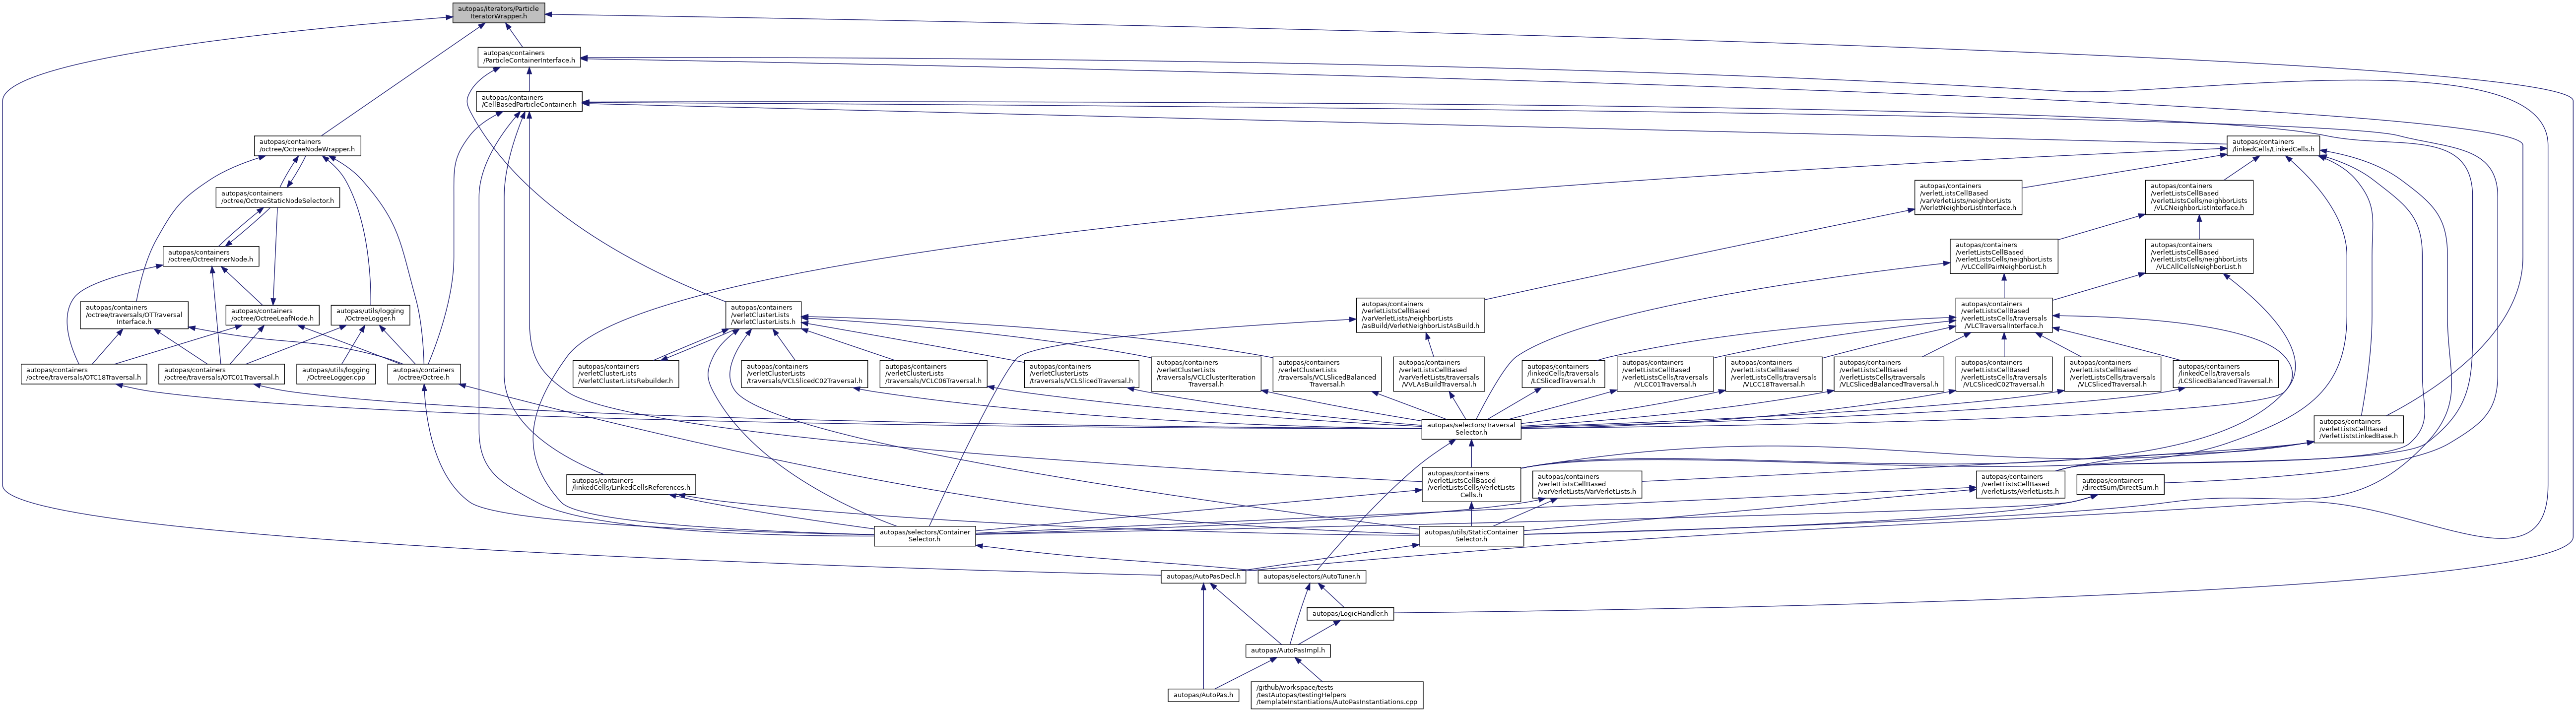 autopas/iterators/Particle
IteratorWrapper.h
autopas/containers
/ParticleContainerInterface.h
autopas/containers
/CellBasedParticleContainer.h
autopas/containers
/octree/OctreeNodeWrapper.h
autopas/containers
/linkedCells/LinkedCells.h
autopas/containers
/octree/OctreeStaticNodeSelector.h
autopas/containers
/verletListsCellBased
/varVerletLists/neighborLists
/VerletNeighborListInterface.h
autopas/containers
/verletListsCellBased
/verletListsCells/neighborLists
/VLCNeighborListInterface.h
autopas/containers
/octree/OctreeInnerNode.h
autopas/containers
/verletListsCellBased
/verletListsCells/neighborLists
/VLCCellPairNeighborList.h
autopas/containers
/verletListsCellBased
/verletListsCells/neighborLists
/VLCAllCellsNeighborList.h
autopas/containers
/octree/traversals/OTTraversal
Interface.h
autopas/containers
/octree/OctreeLeafNode.h
autopas/utils/logging
/OctreeLogger.h
autopas/containers
/verletClusterLists
/VerletClusterLists.h
autopas/containers
/verletListsCellBased
/varVerletLists/neighborLists
/asBuild/VerletNeighborListAsBuild.h
autopas/containers
/verletListsCellBased
/verletListsCells/traversals
/VLCTraversalInterface.h
autopas/containers
/octree/traversals/OTC18Traversal.h
autopas/containers
/octree/traversals/OTC01Traversal.h
autopas/utils/logging
/OctreeLogger.cpp
autopas/containers
/octree/Octree.h
autopas/containers
/verletClusterLists
/VerletClusterListsRebuilder.h
autopas/containers
/verletClusterLists
/traversals/VCLSlicedC02Traversal.h
autopas/containers
/verletClusterLists
/traversals/VCLC06Traversal.h
autopas/containers
/verletClusterLists
/traversals/VCLSlicedTraversal.h
autopas/containers
/verletClusterLists
/traversals/VCLClusterIteration
Traversal.h
autopas/containers
/verletClusterLists
/traversals/VCLSlicedBalanced
Traversal.h
autopas/containers
/verletListsCellBased
/varVerletLists/traversals
/VVLAsBuildTraversal.h
autopas/containers
/linkedCells/traversals
/LCSlicedTraversal.h
autopas/containers
/verletListsCellBased
/verletListsCells/traversals
/VLCC01Traversal.h
autopas/containers
/verletListsCellBased
/verletListsCells/traversals
/VLCC18Traversal.h
autopas/containers
/verletListsCellBased
/verletListsCells/traversals
/VLCSlicedBalancedTraversal.h
autopas/containers
/verletListsCellBased
/verletListsCells/traversals
/VLCSlicedC02Traversal.h
autopas/containers
/verletListsCellBased
/verletListsCells/traversals
/VLCSlicedTraversal.h
autopas/containers
/linkedCells/traversals
/LCSlicedBalancedTraversal.h
autopas/selectors/Traversal
Selector.h
autopas/containers
/verletListsCellBased
/VerletListsLinkedBase.h
autopas/containers
/linkedCells/LinkedCellsReferences.h
autopas/containers
/verletListsCellBased
/verletListsCells/VerletLists
Cells.h
autopas/containers
/verletListsCellBased
/varVerletLists/VarVerletLists.h
autopas/containers
/verletListsCellBased
/verletLists/VerletLists.h
autopas/containers
/directSum/DirectSum.h
autopas/selectors/Container
Selector.h
autopas/utils/StaticContainer
Selector.h
autopas/AutoPasDecl.h
autopas/selectors/AutoTuner.h
autopas/LogicHandler.h
autopas/AutoPasImpl.h
autopas/AutoPas.h
/github/workspace/tests
/testAutopas/testingHelpers
/templateInstantiations/AutoPasInstantiations.cpp